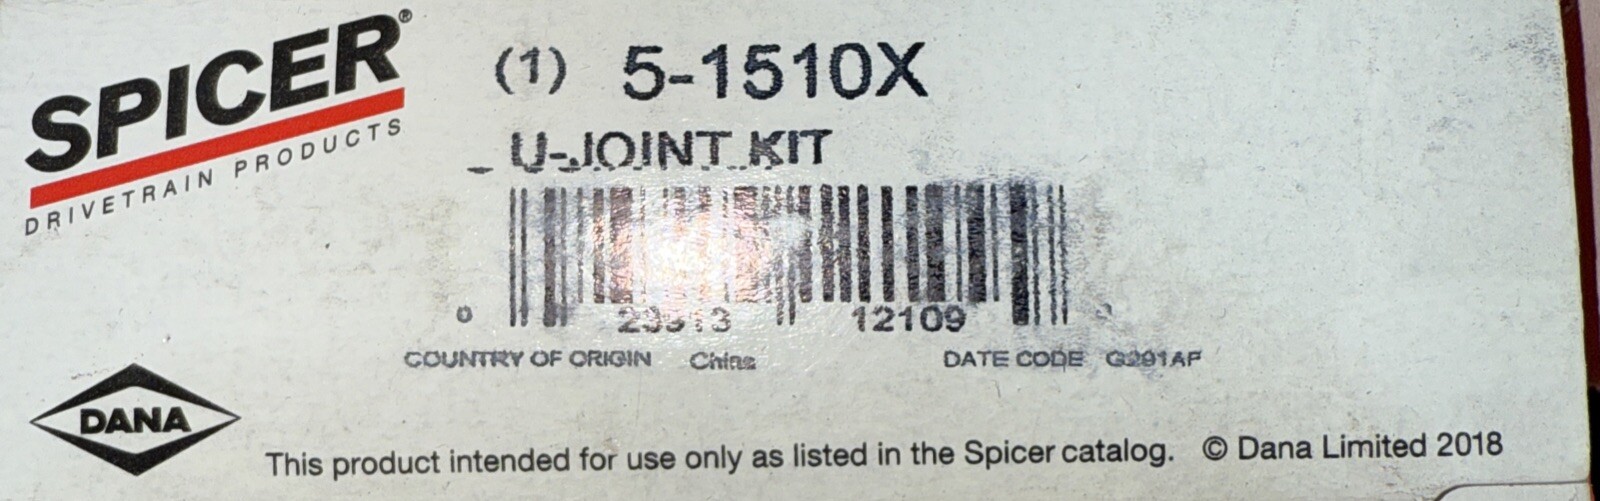 SPICER®
DRIVETRAIN PRODUCTS
(1) 5-1510X
U-JOINT KIT
0 12109
COUNTRY OF ORIGIN China
DATE CODE
DANA
This product intended for use only as listed in the Spicer catalog. © Dana Limited 2018